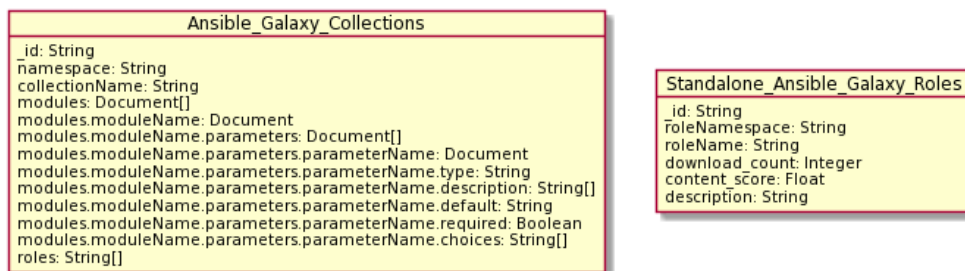 Ansible_Galaxy_Collections
_id: String
namespace: String
collectionName: String
modules: Document[]
modules.moduleName: Document
modules.moduleName.parameters: Document[]
modules.moduleName.parameters.parameterName: Document
modules.moduleName.parameters.parameterName.type: String
modules.moduleName.parameters.parameterName.description: String[]
modules.moduleName.parameters.parameterName.default: String
modules.moduleName.parameters.parameterName.required: Boolean
modules.moduleName.parameters.parameterName.choices: String[]
roles: String[]
Standalone_Ansible_Galaxy_Roles
_id: String
roleNamespace: String
roleName: String
download_count: Integer
content_score: Float
description: String